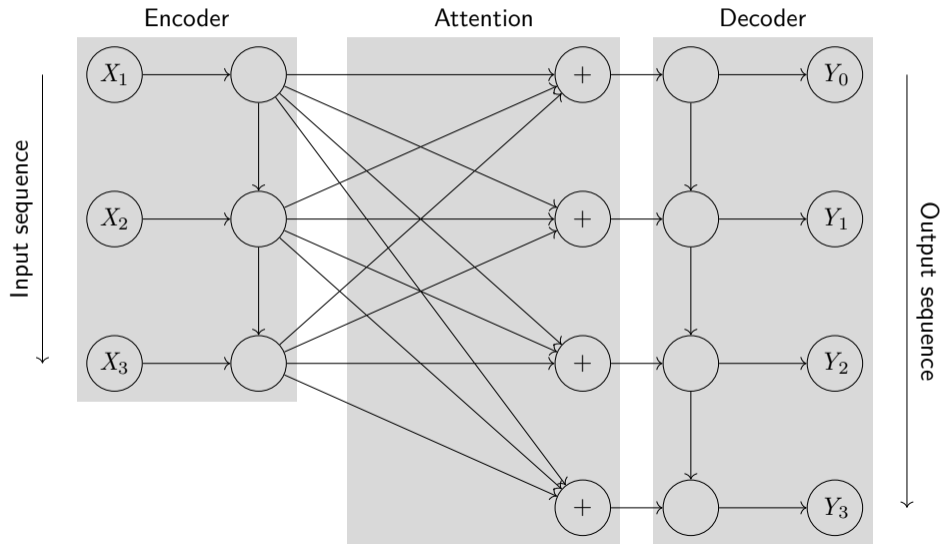 Encoder
Attention
Decoder
Input sequence
X₁
+
Y₀
X₂
+
Y₁
X₃
+
Y₂
+
Y₃
Output sequence